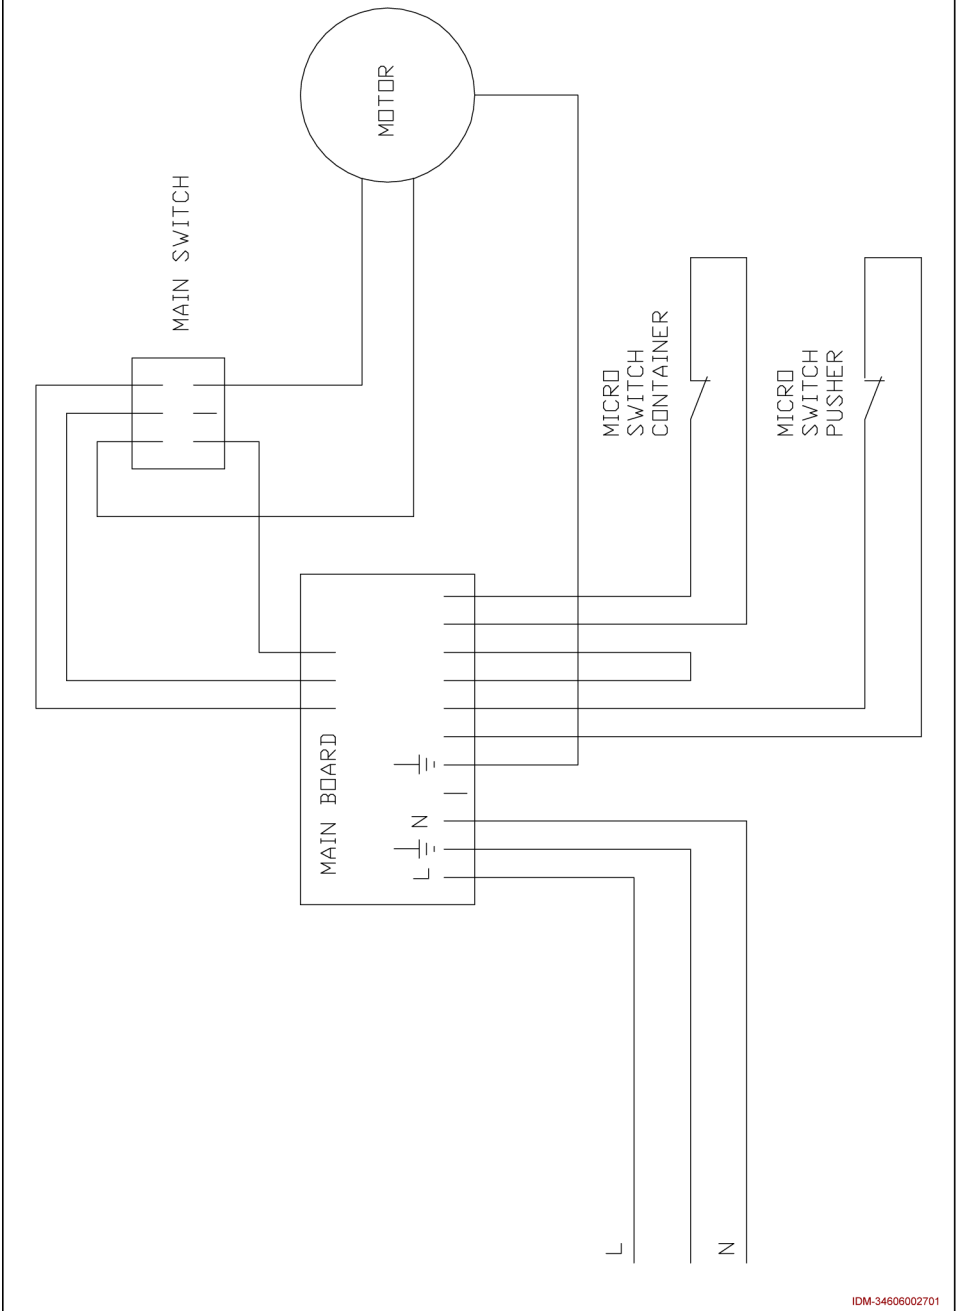 MOTOR
MAIN SWITCH
MICRO
SWITCH
CONTAINER
MICRO
SWITCH
PUSHER
MAIN BOARD
N
L
L
N
IDM-34606002701